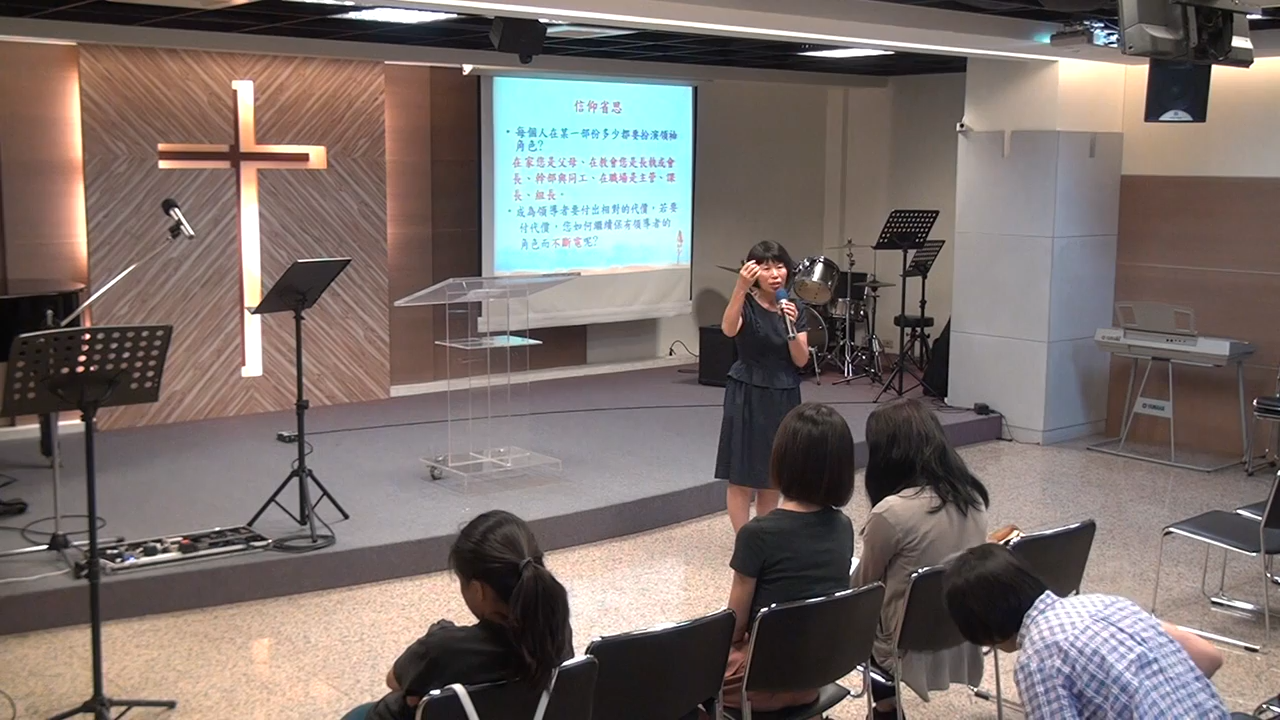 信仰省思
• 每個人在某一部份多少都要扮演領袖
角色?
在家您是父母、在教會您是長執或會
長、幹部與同工、在職場是主管、課
長、組長。
• 成為領導者要付出相對的代價，若要
付代價，您如何繼續保有領導者的
角色而不斷電呢?
YAMAHA